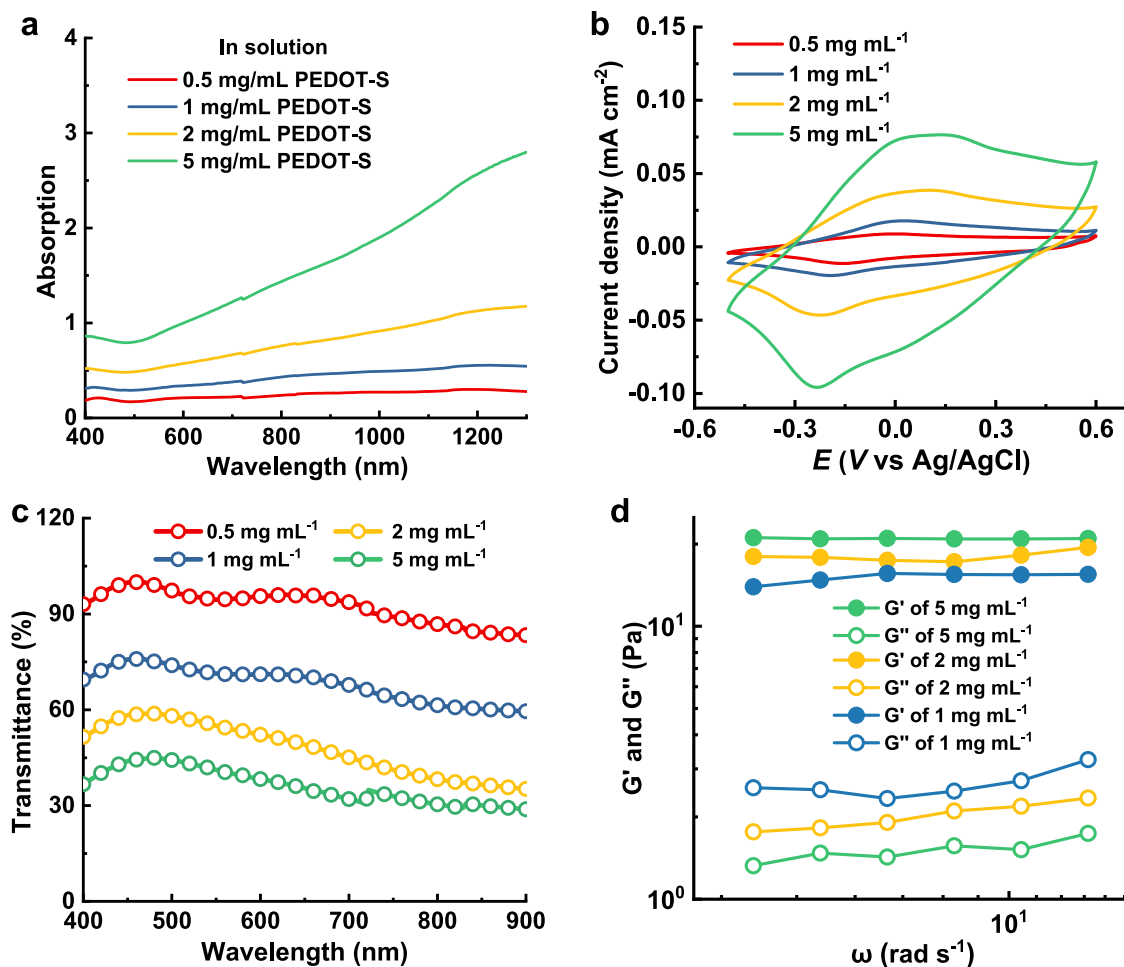 a
In solution
0.5 mg/mL PEDOT-S
1 mg/mL PEDOT-S
2 mg/mL PEDOT-S
5 mg/mL PEDOT-S
4
3
2
1
0
Absorption
400 600 800 1000 1200
Wavelength (nm)
b
0.5 mg mL⁻¹
1 mg mL⁻¹
2 mg mL⁻¹
5 mg mL⁻¹
0.15
0.10
0.05
0.00
-0.05
-0.10
Current density (mA cm⁻²)
-0.6 -0.3 0.0 0.3 0.6
E (V vs Ag/AgCl)
c
0.5 mg mL⁻¹ 2 mg mL⁻¹
1 mg mL⁻¹ 5 mg mL⁻¹
120
90
60
30
0
Transmittance (%)
400 500 600 700 800 900
Wavelength (nm)
d
G' of 5 mg mL⁻¹
G'' of 5 mg mL⁻¹
G' of 2 mg mL⁻¹
G'' of 2 mg mL⁻¹
G' of 1 mg mL⁻¹
G'' of 1 mg mL⁻¹
10¹
10⁰
G' and G'' (Pa)
10¹
ω (rad s⁻¹)